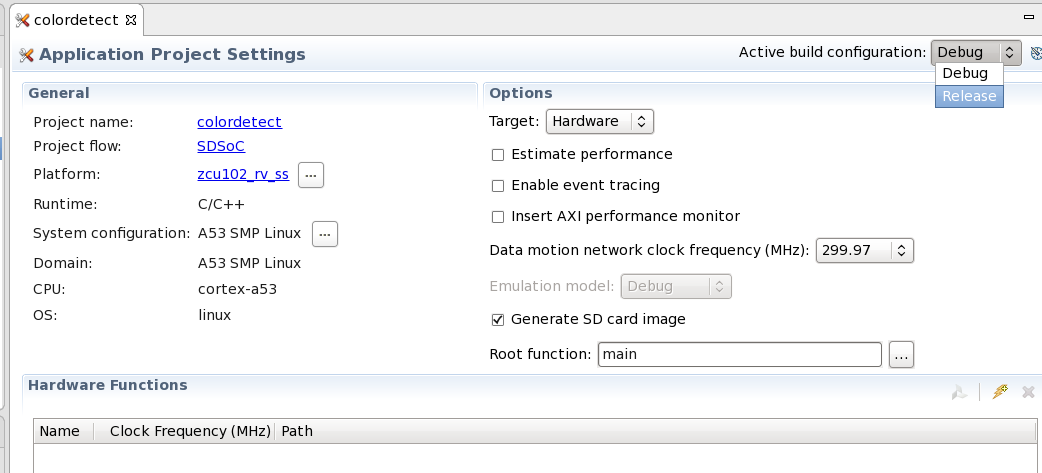 colordetect
Application Project Settings
Active build configuration: Debug
Debug
Release
General
Project name: colordetect
Project flow: SDSoC
Platform: zcu102_rv_ss ...
Runtime: C/C++
System configuration: A53 SMP Linux ...
Domain: A53 SMP Linux
CPU: cortex-a53
OS: linux
Options
Target: Hardware
Estimate performance
Enable event tracing
Insert AXI performance monitor
Data motion network clock frequency (MHz): 299.97
Emulation model: Debug
Generate SD card image
Root function: main ...
Hardware Functions
Name Clock Frequency (MHz) Path